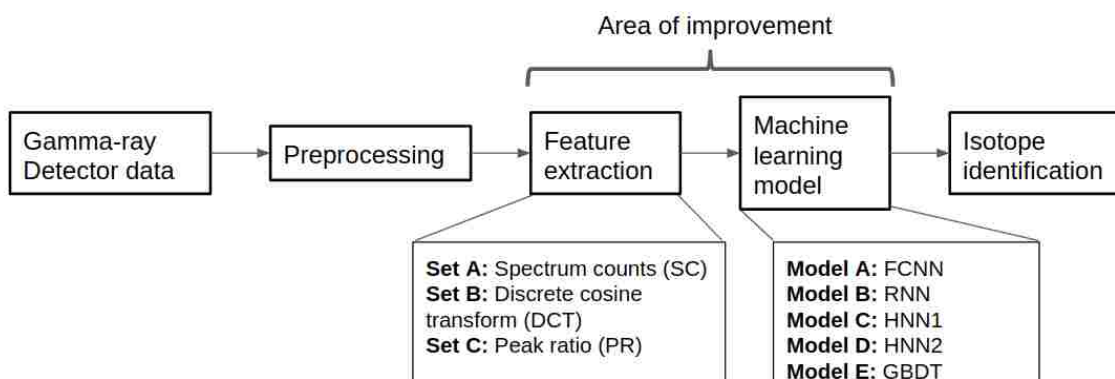 Area of improvement
Gamma-ray
Detector data
Preprocessing
Feature
extraction
Machine
learning
model
Isotope
identification
Set A: Spectrum counts (SC)
Set B: Discrete cosine
transform (DCT)
Set C: Peak ratio (PR)
Model A: FCNN
Model B: RNN
Model C: HNN1
Model D: HNN2
Model E: GBDT